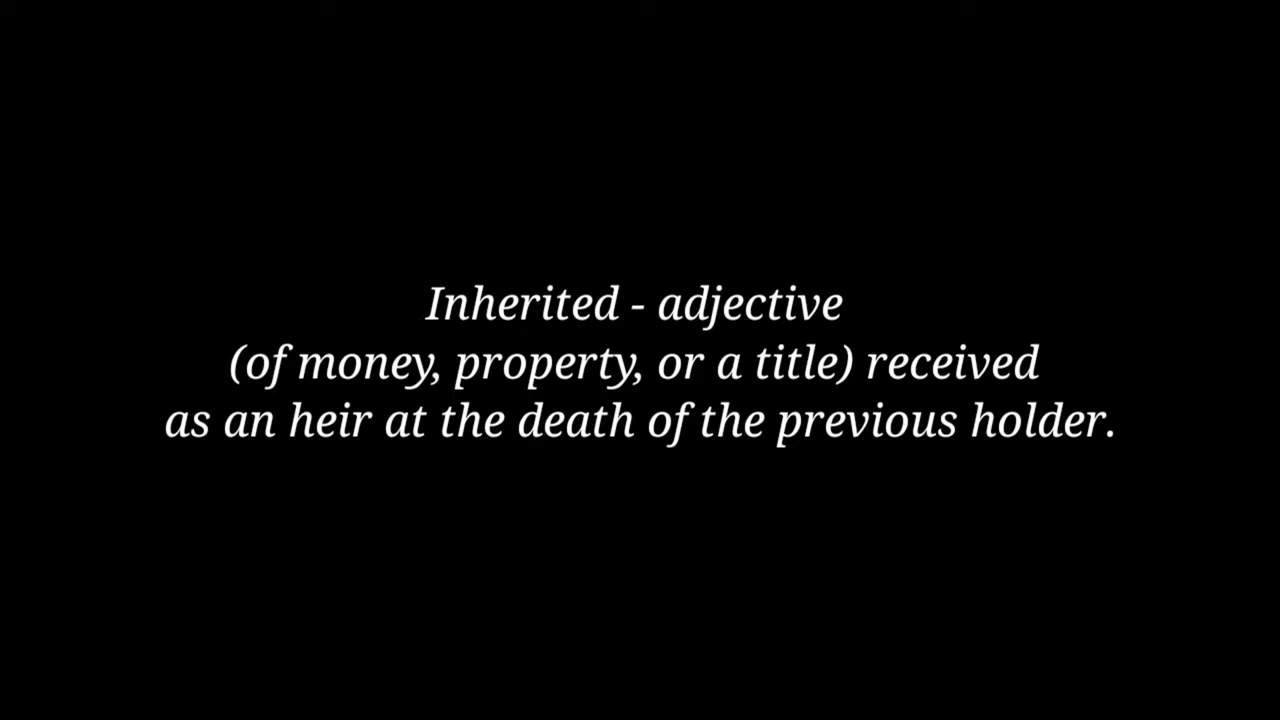 Inherited - adjective
(of money, property, or a title) received
as an heir at the death of the previous holder.